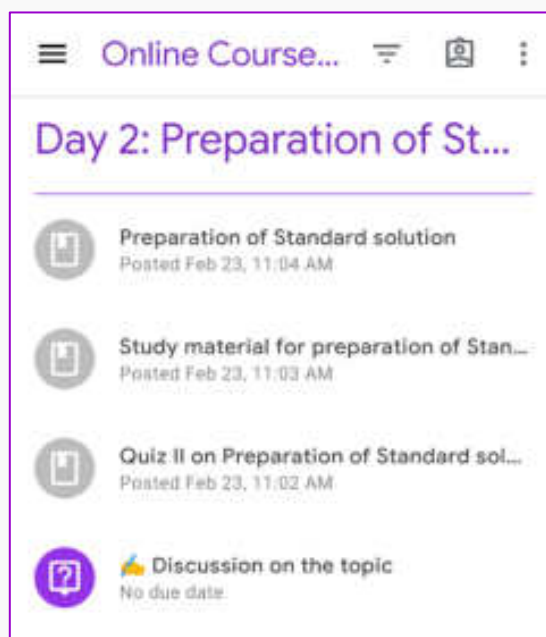 Online Course...
Day 2: Preparation of St...
Preparation of Standard solution
Posted Feb 23, 11:04 AM
Study material for preparation of Stan...
Posted Feb 23, 11:03 AM
Quiz II on Preparation of Standard sol...
Posted Feb 23, 11:02 AM
✍️ Discussion on the topic
No due date